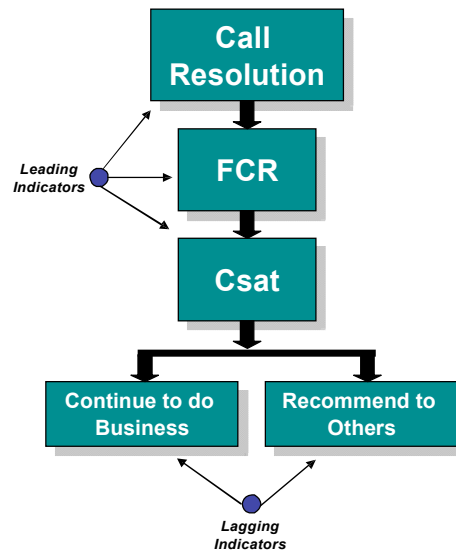 Call
Resolution
Leading
Indicators
FCR
Csat
Continue to do
Business
Recommend to
Others
Lagging
Indicators